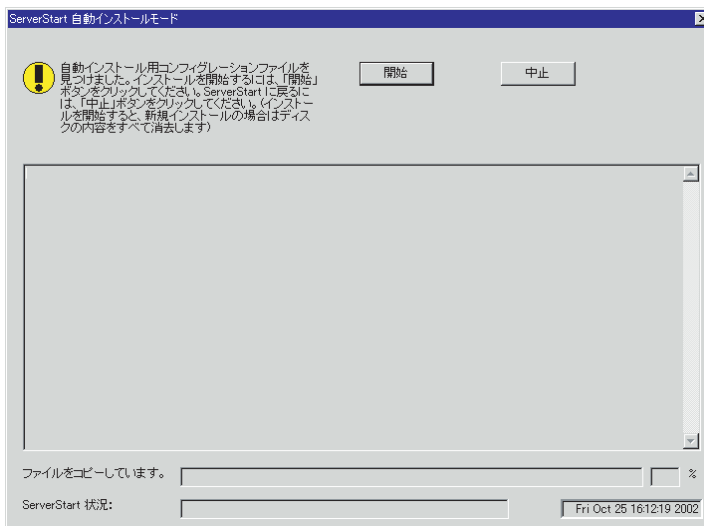 ServerStart 自動インストールモード
自動インストール用コンフィグレーションファイルを
見つけました。インストールを開始するには、「開始」
ボタンをクリックしてください。ServerStart に戻るに
は、「中止」ボタンをクリックしてください。（インストー
ルを開始すると、新規インストールの場合はディス
クの内容をすべて消去します）
開始
中止
ファイルをコピーしています。
%
ServerStart 状況:
Fri Oct 25 16:12:19 2002